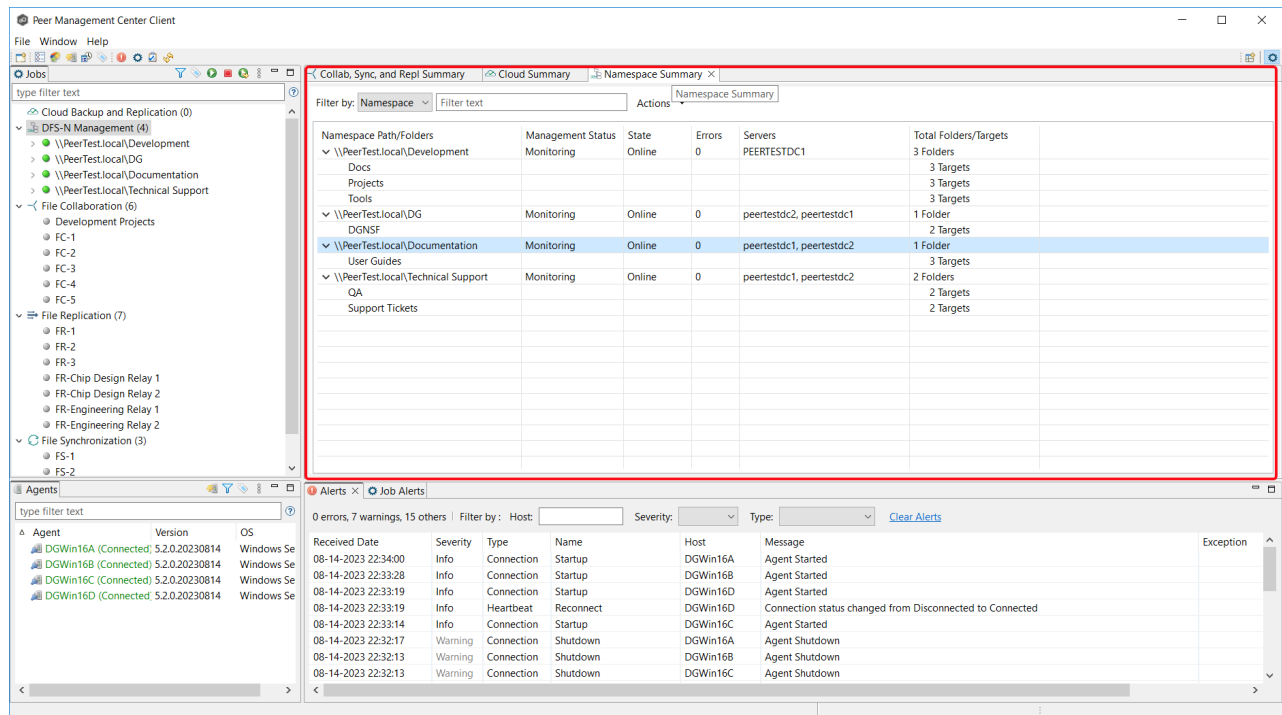 Peer Management Center Client
File Window Help
Jobs
type filter text
Cloud Backup and Replication (0)
DFS-N Management (4)
\\PeerTest.local\Development
\\PeerTest.local\DG
\\PeerTest.local\Documentation
\\PeerTest.local\Technical Support
File Collaboration (6)
Development Projects
FC-1
FC-2
FC-3
FC-4
FC-5
File Replication (7)
FR-1
FR-2
FR-3
FR-Chip Design Relay 1
FR-Chip Design Relay 2
FR-Engineering Relay 1
FR-Engineering Relay 2
File Synchronization (3)
FS-1
FS-2
Collab, Sync, and Repl Summary Cloud Summary Namespace Summary
Filter by: Namespace Filter text Actions
Namespace Summary
Namespace Path/Folders Management Status State Errors Servers Total Folders/Targets
\\PeerTest.local\Development Monitoring Online 0 PEERTESTDC1 3 Folders
Docs 3 Targets
Projects 3 Targets
Tools 3 Targets
\\PeerTest.local\DG Monitoring Online 0 peertestdc2, peertestdc1 1 Folder
DGNSF 2 Targets
\\PeerTest.local\Documentation Monitoring Online 0 peertestdc1, peertestdc2 1 Folder
User Guides 3 Targets
\\PeerTest.local\Technical Support Monitoring Online 0 peertestdc1, peertestdc2 2 Folders
QA 2 Targets
Support Tickets 2 Targets
Agents
type filter text
Agent Version OS
DGWin16A (Connected) 5.2.0.20230814 Windows Se
DGWin16B (Connected) 5.2.0.20230814 Windows Se
DGWin16C (Connected) 5.2.0.20230814 Windows Se
DGWin16D (Connected) 5.2.0.20230814 Windows Se
Alerts Job Alerts
0 errors, 7 warnings, 15 others Filter by : Host: Severity: Type: Clear Alerts
Received Date Severity Type Name Host Message Exception
08-14-2023 22:34:00 Info Connection Startup DGWin16A Agent Started
08-14-2023 22:33:28 Info Connection Startup DGWin16B Agent Started
08-14-2023 22:33:19 Info Connection Startup DGWin16D Agent Started
08-14-2023 22:33:19 Info Heartbeat Reconnect DGWin16D Connection status changed from Disconnected to Connected
08-14-2023 22:33:14 Info Connection Startup DGWin16C Agent Started
08-14-2023 22:32:17 Warning Connection Shutdown DGWin16A Agent Shutdown
08-14-2023 22:32:13 Warning Connection Shutdown DGWin16B Agent Shutdown
08-14-2023 22:32:13 Warning Connection Shutdown DGWin16C Agent Shutdown